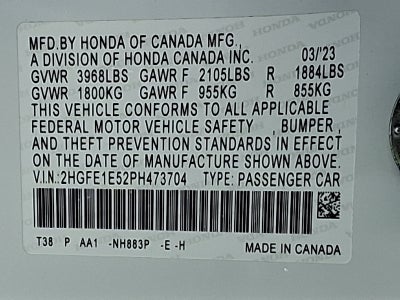 MFD.BY HONDA OF CANADA MFG.,
A DIVISION OF HONDA CANADA INC. 03/'23
GVWR 3968LBS GAWR F 2105LBS R 1884LBS
GVWR 1800KG GAWR F 955KG R 855KG
THIS VEHICLE CONFORMS TO ALL APPLICABLE
FEDERAL MOTOR VEHICLE SAFETY , BUMPER,
AND THEFT PREVENTION STANDARDS IN EFFECT
ON THE DATE OF MANUFACTURE SHOWN ABOVE.
V.I.N.:2HGFE1E52PH473704 TYPE: PASSENGER CAR
T38 P AA1 -NH883P -E -H MADE IN CANADA